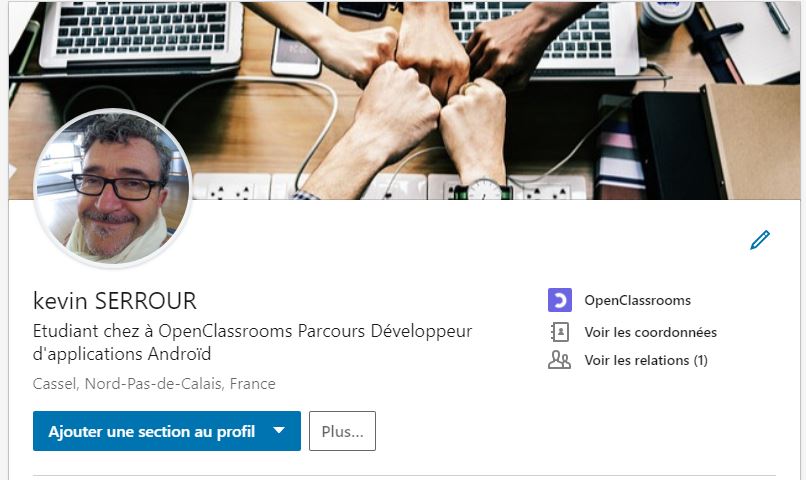 kevin SERROUR
Etudiant chez à OpenClassrooms Parcours Développeur
d'applications Androïd
Cassel, Nord-Pas-de-Calais, France
Ajouter une section au profil
Plus...
OpenClassrooms
Voir les coordonnées
Voir les relations (1)